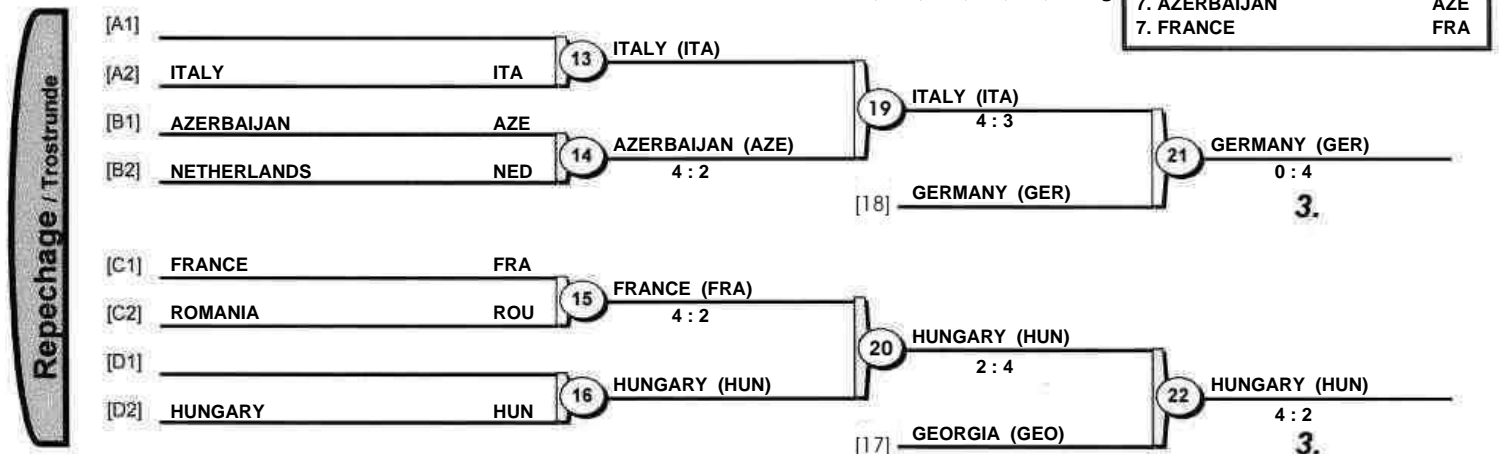 7. AZERBAIJAN AZE
7. FRANCE FRA
Repechage / Trostrunde
[A1]
[A2] ITALY ITA
13 ITALY (ITA)
[B1] AZERBAIJAN AZE
[B2] NETHERLANDS NED
14 AZERBAIJAN (AZE)
4 : 2
19 ITALY (ITA)
4 : 3
[18] GERMANY (GER)
21 GERMANY (GER)
0 : 4
3.
[C1] FRANCE FRA
[C2] ROMANIA ROU
15 FRANCE (FRA)
4 : 2
[D1]
[D2] HUNGARY HUN
16 HUNGARY (HUN)
20 HUNGARY (HUN)
2 : 4
[17] GEORGIA (GEO)
22 HUNGARY (HUN)
4 : 2
3.